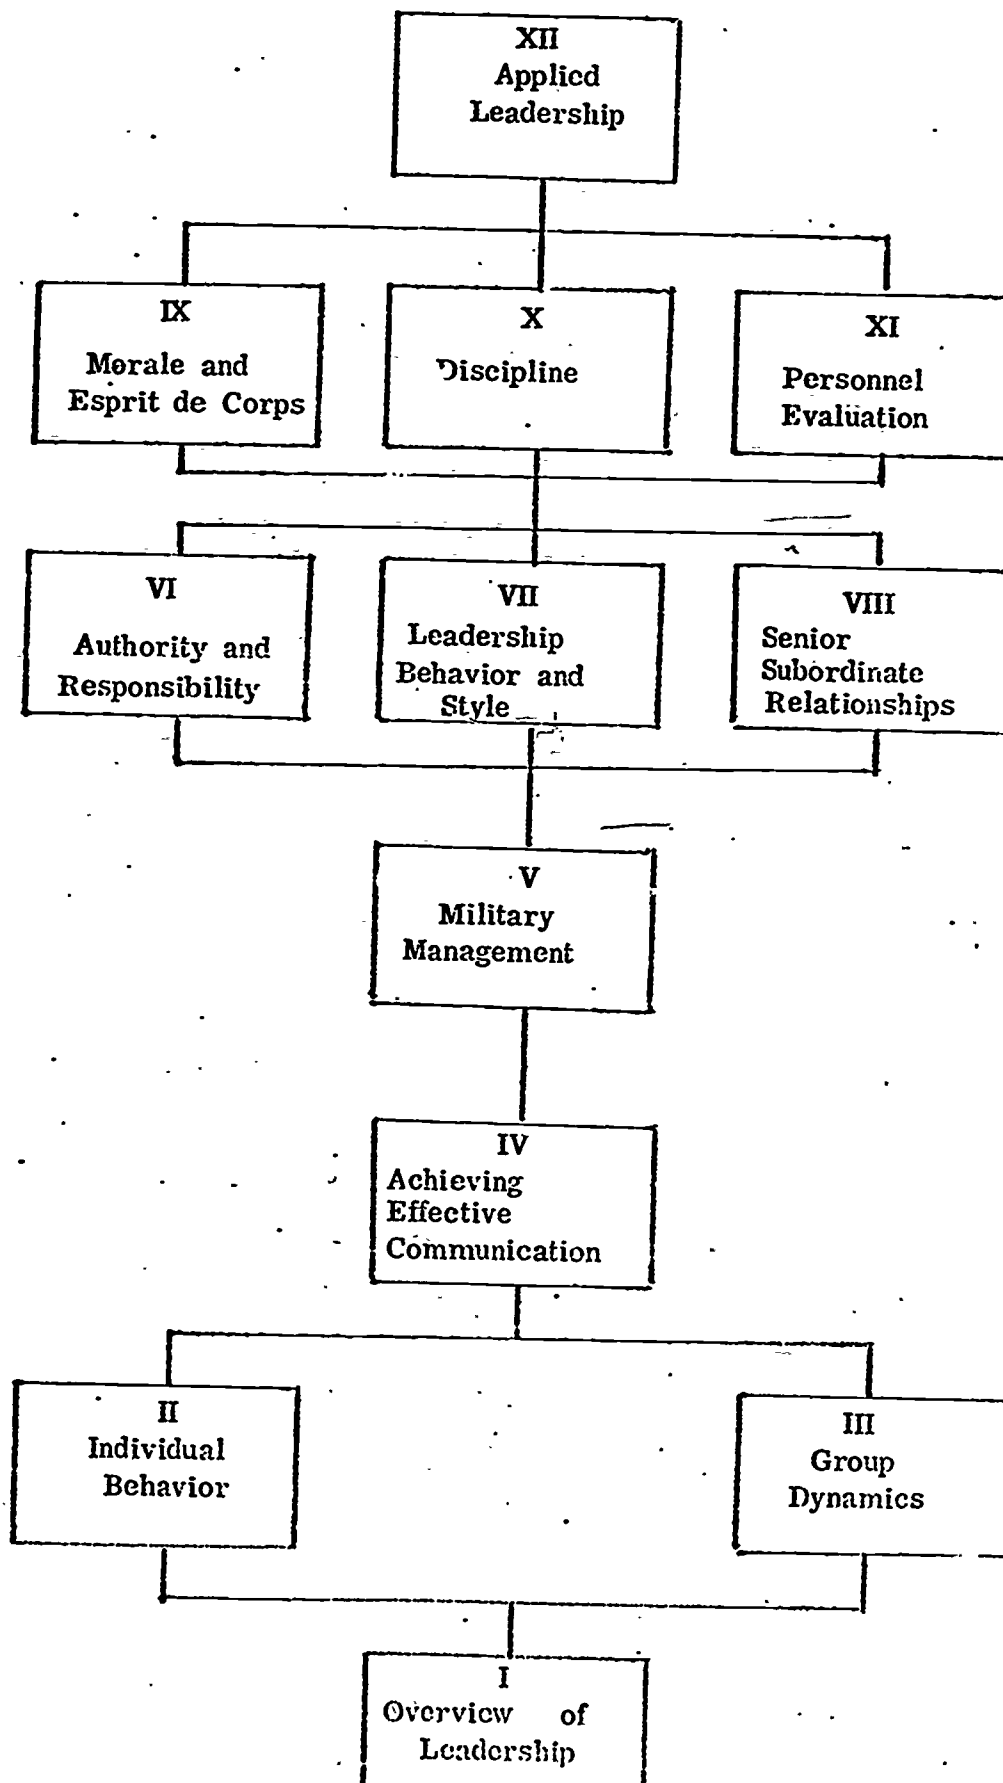 XII
Applied
Leadership
IX
Morale and
Esprit de Corps
X
Discipline
XI
Personnel
Evaluation
VI
Authority and
Responsibility
VII
Leadership
Behavior and
Style
VIII
Senior
Subordinate
Relationships
V
Military
Management
IV
Achieving
Effective
Communication
II
Individual
Behavior
III
Group
Dynamics
I
Overview of
Leadership